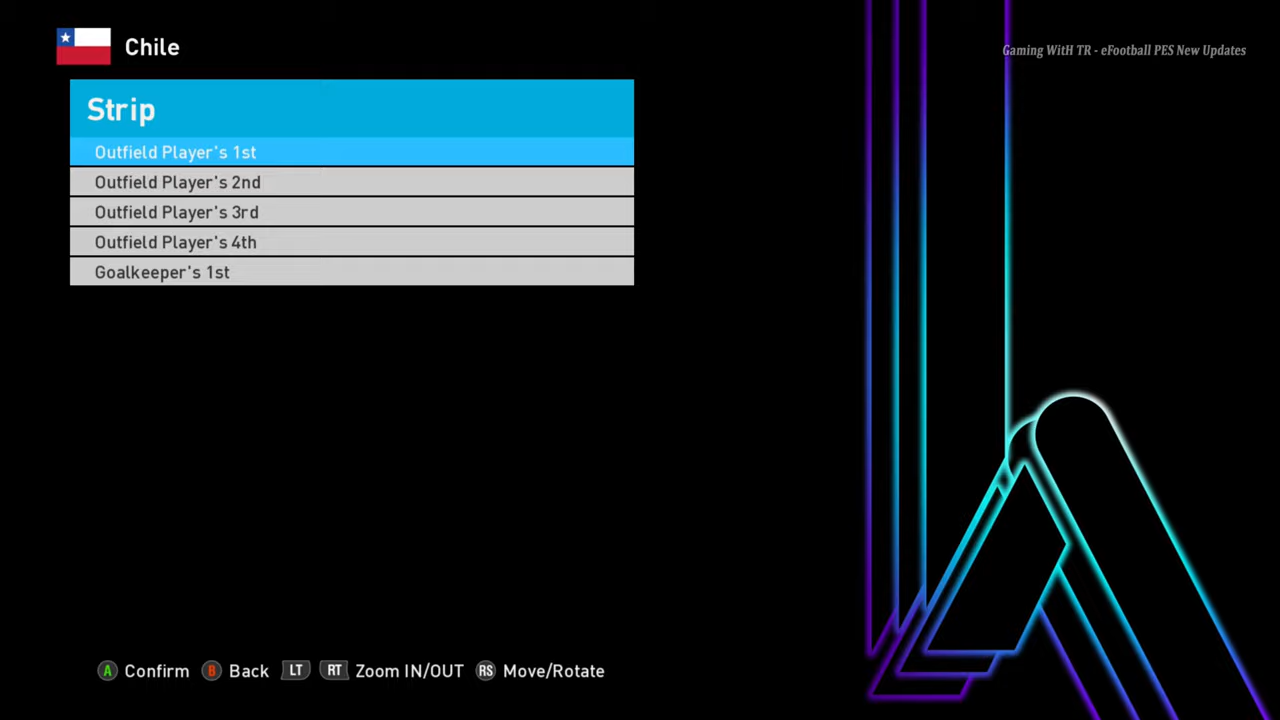 Chile
Gaming WitH TR - eFootball PES New Updates
Strip
Outfield Player's 1st
Outfield Player's 2nd
Outfield Player's 3rd
Outfield Player's 4th
Goalkeeper's 1st
A Confirm B Back LT RT Zoom IN/OUT RS Move/Rotate